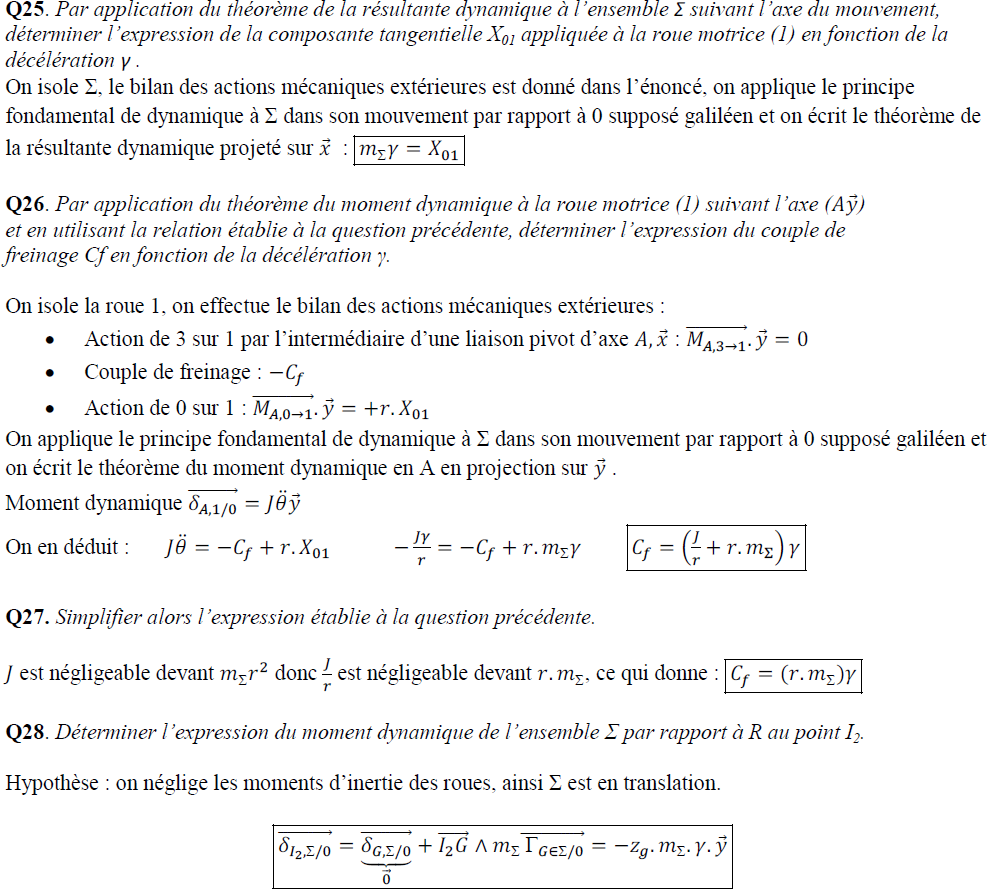 Q25. Par application du théorème de la résultante dynamique à l'ensemble Σ suivant l'axe du mouvement,
déterminer l'expression de la composante tangentielle X₀₁ appliquée à la roue motrice (1) en fonction de la
décélération γ .
On isole Σ, le bilan des actions mécaniques extérieures est donné dans l'énoncé, on applique le principe
fondamental de dynamique à Σ dans son mouvement par rapport à 0 supposé galiléen et on écrit le théorème de
la résultante dynamique projeté sur $\vec{x}$ : $\boxed{m_\Sigma \gamma = X_{01}}$
Q26. Par application du théorème du moment dynamique à la roue motrice (1) suivant l'axe ($A\vec{y}$)
et en utilisant la relation établie à la question précédente, déterminer l'expression du couple de
freinage Cf en fonction de la décélération γ.
On isole la roue 1, on effectue le bilan des actions mécaniques extérieures :
• Action de 3 sur 1 par l'intermédiaire d'une liaison pivot d'axe $A, \vec{x}$ : $\overrightarrow{M_{A,3\to1}}.\vec{y} = 0$
• Couple de freinage : $-C_f$
• Action de 0 sur 1 : $\overrightarrow{M_{A,0\to1}}.\vec{y} = +r.X_{01}$
On applique le principe fondamental de dynamique à Σ dans son mouvement par rapport à 0 supposé galiléen et
on écrit le théorème du moment dynamique en A en projection sur $\vec{y}$ .
Moment dynamique $\overrightarrow{\delta_{A,1/0}} = J\ddot{\theta}\vec{y}$
On en déduit : $J\ddot{\theta} = -C_f + r.X_{01}$ $-\frac{J\gamma}{r} = -C_f + r.m_\Sigma\gamma$ $\boxed{C_f = \left(\frac{J}{r} + r.m_\Sigma\right)\gamma}$
Q27. Simplifier alors l'expression établie à la question précédente.
$J$ est négligeable devant $m_\Sigma r^2$ donc $\frac{J}{r}$ est négligeable devant $r.m_\Sigma$, ce qui donne : $\boxed{C_f = (r.m_\Sigma)\gamma}$
Q28. Déterminer l'expression du moment dynamique de l'ensemble Σ par rapport à R au point I₂.
Hypothèse : on néglige les moments d'inertie des roues, ainsi Σ est en translation.
$\boxed{\overrightarrow{\delta_{I_2,\Sigma/0}} = \underbrace{\overrightarrow{\delta_{G,\Sigma/0}}}_{\vec{0}} + \overrightarrow{I_2G} \wedge m_\Sigma \overrightarrow{\Gamma_{G\in\Sigma/0}} = -z_g.m_\Sigma.\gamma.\vec{y}}$